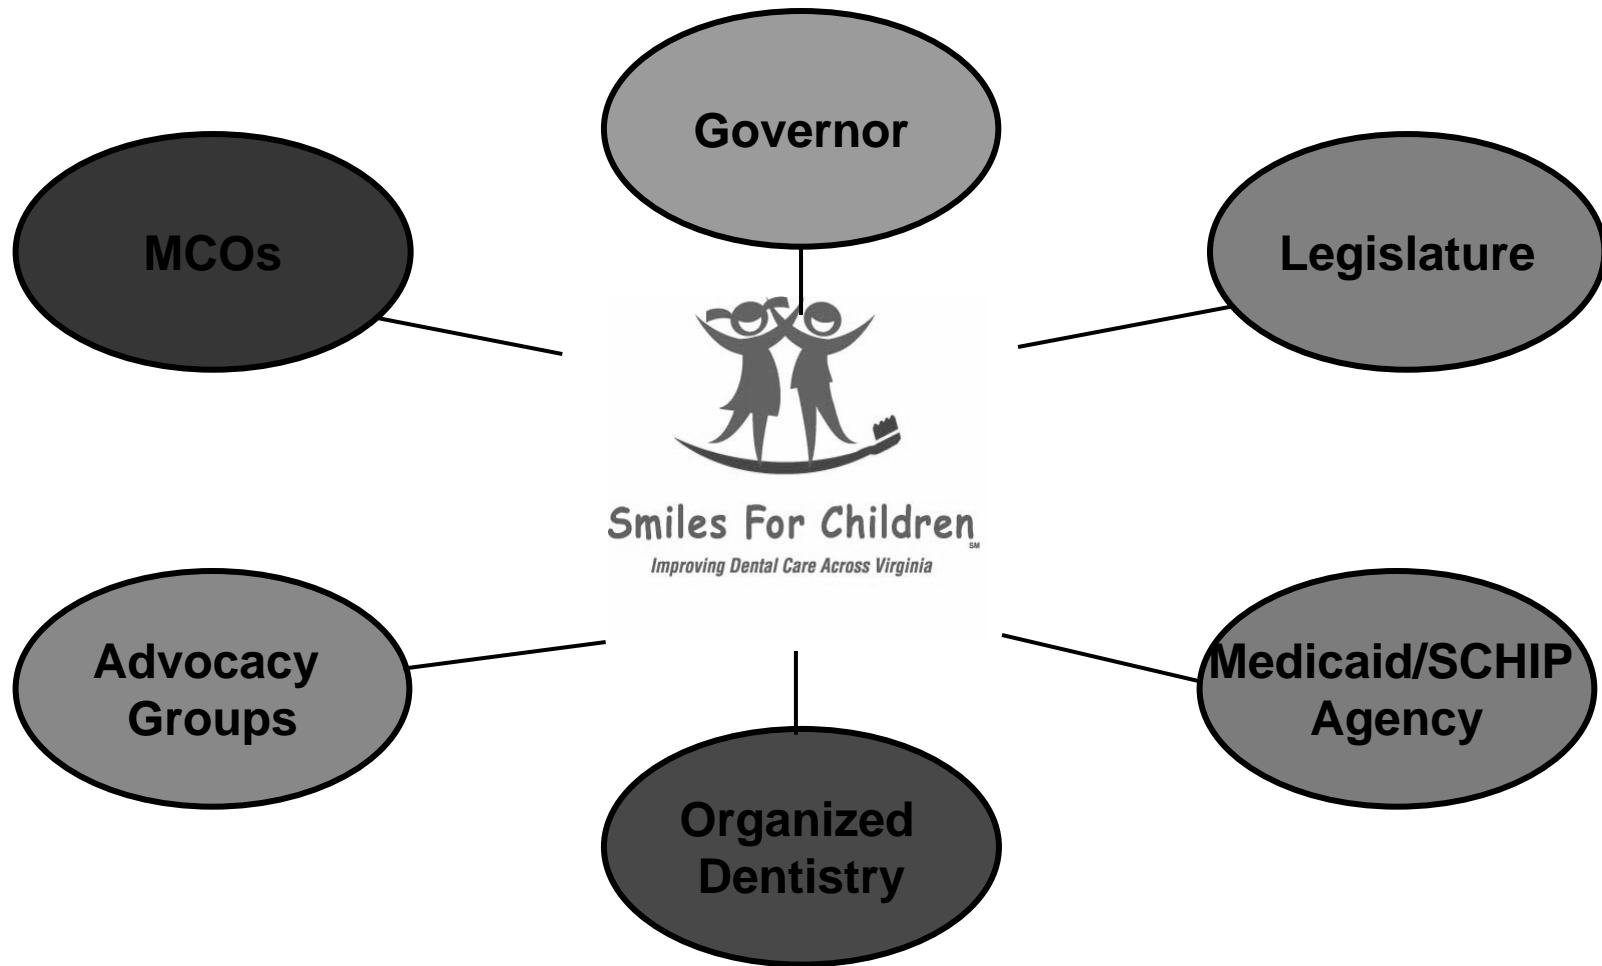 Governor
MCOs
Legislature
Smiles For Children
SM
Improving Dental Care Across Virginia
Advocacy
Groups
Medicaid/SCHIP
Agency
Organized
Dentistry